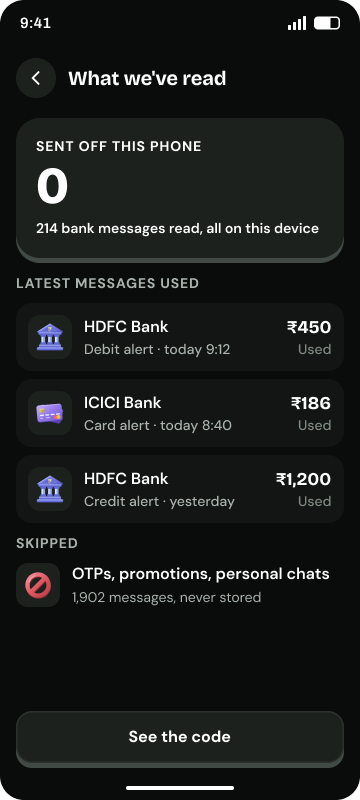 9:41
What we've read
SENT OFF THIS PHONE
0
214 bank messages read, all on this device
LATEST MESSAGES USED
HDFC Bank
₹450
Debit alert · today 9:12
Used
ICICI Bank
₹186
Card alert · today 8:40
Used
HDFC Bank
₹1,200
Credit alert · yesterday
Used
SKIPPED
OTPs, promotions, personal chats
1,902 messages, never stored
See the code